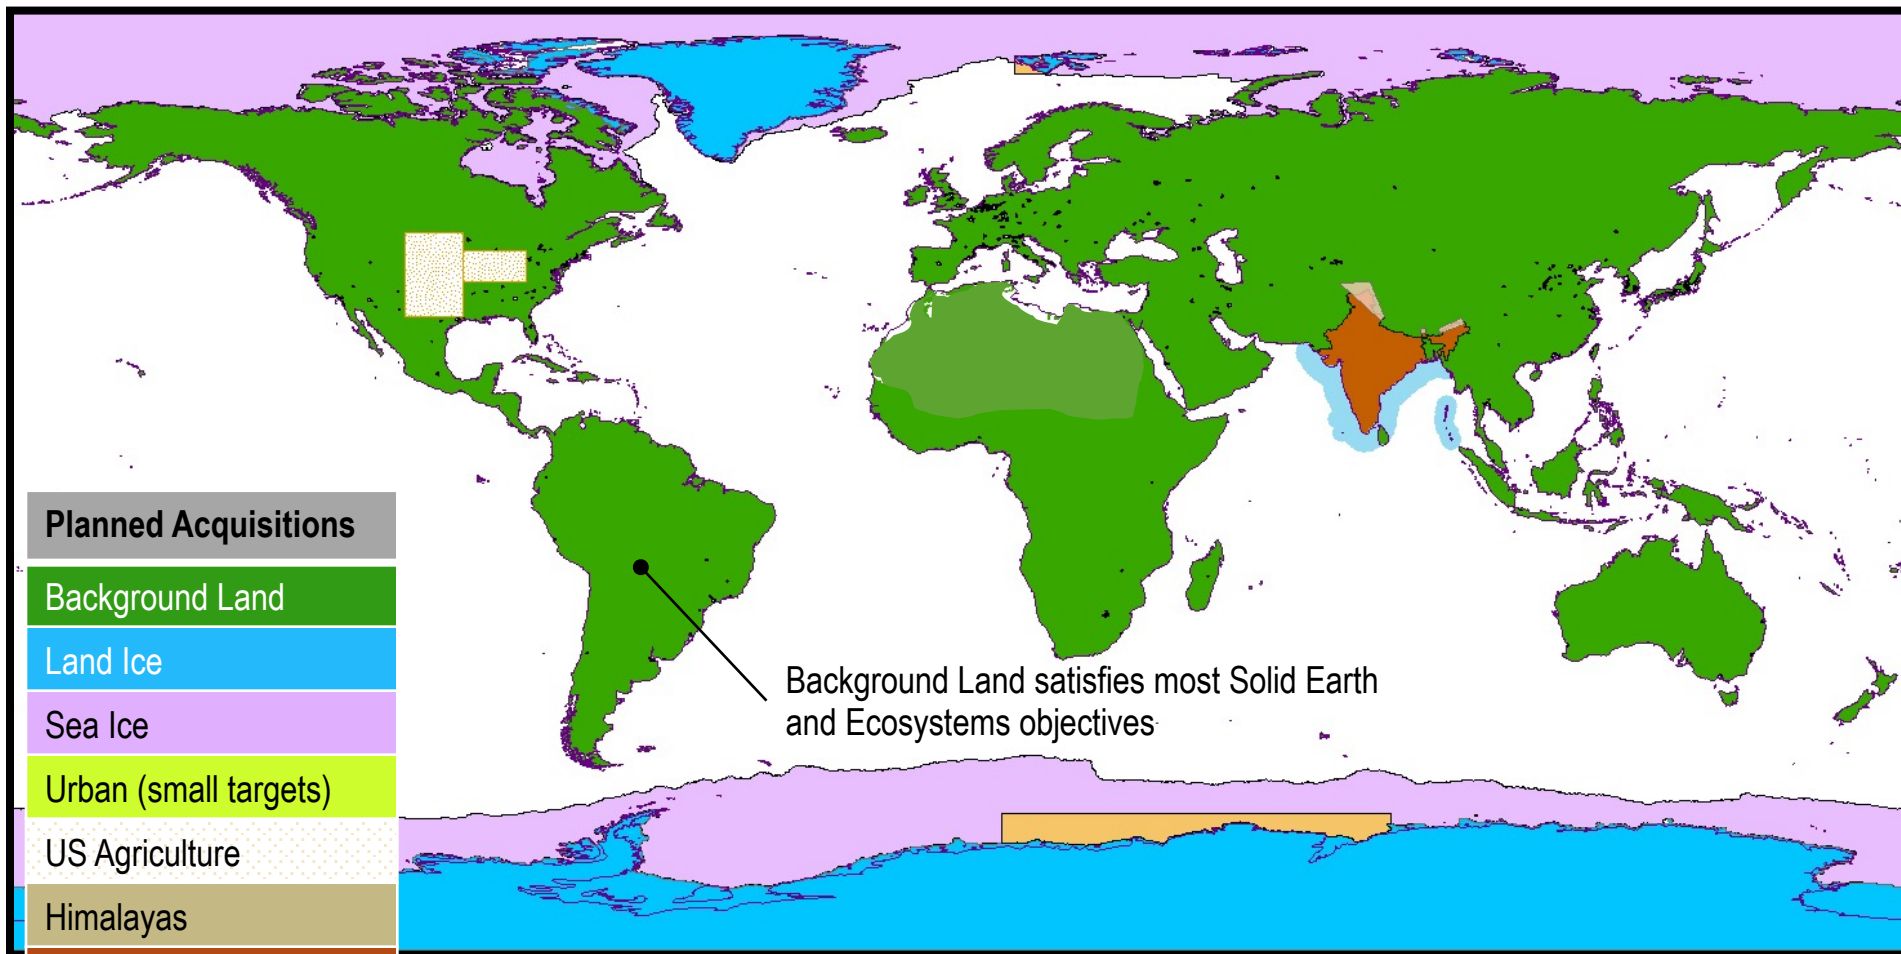 Planned Acquisitions
Background Land
Land Ice
Sea Ice
Urban (small targets)
US Agriculture
Himalayas
Background Land satisfies most Solid Earth
and Ecosystems objectives